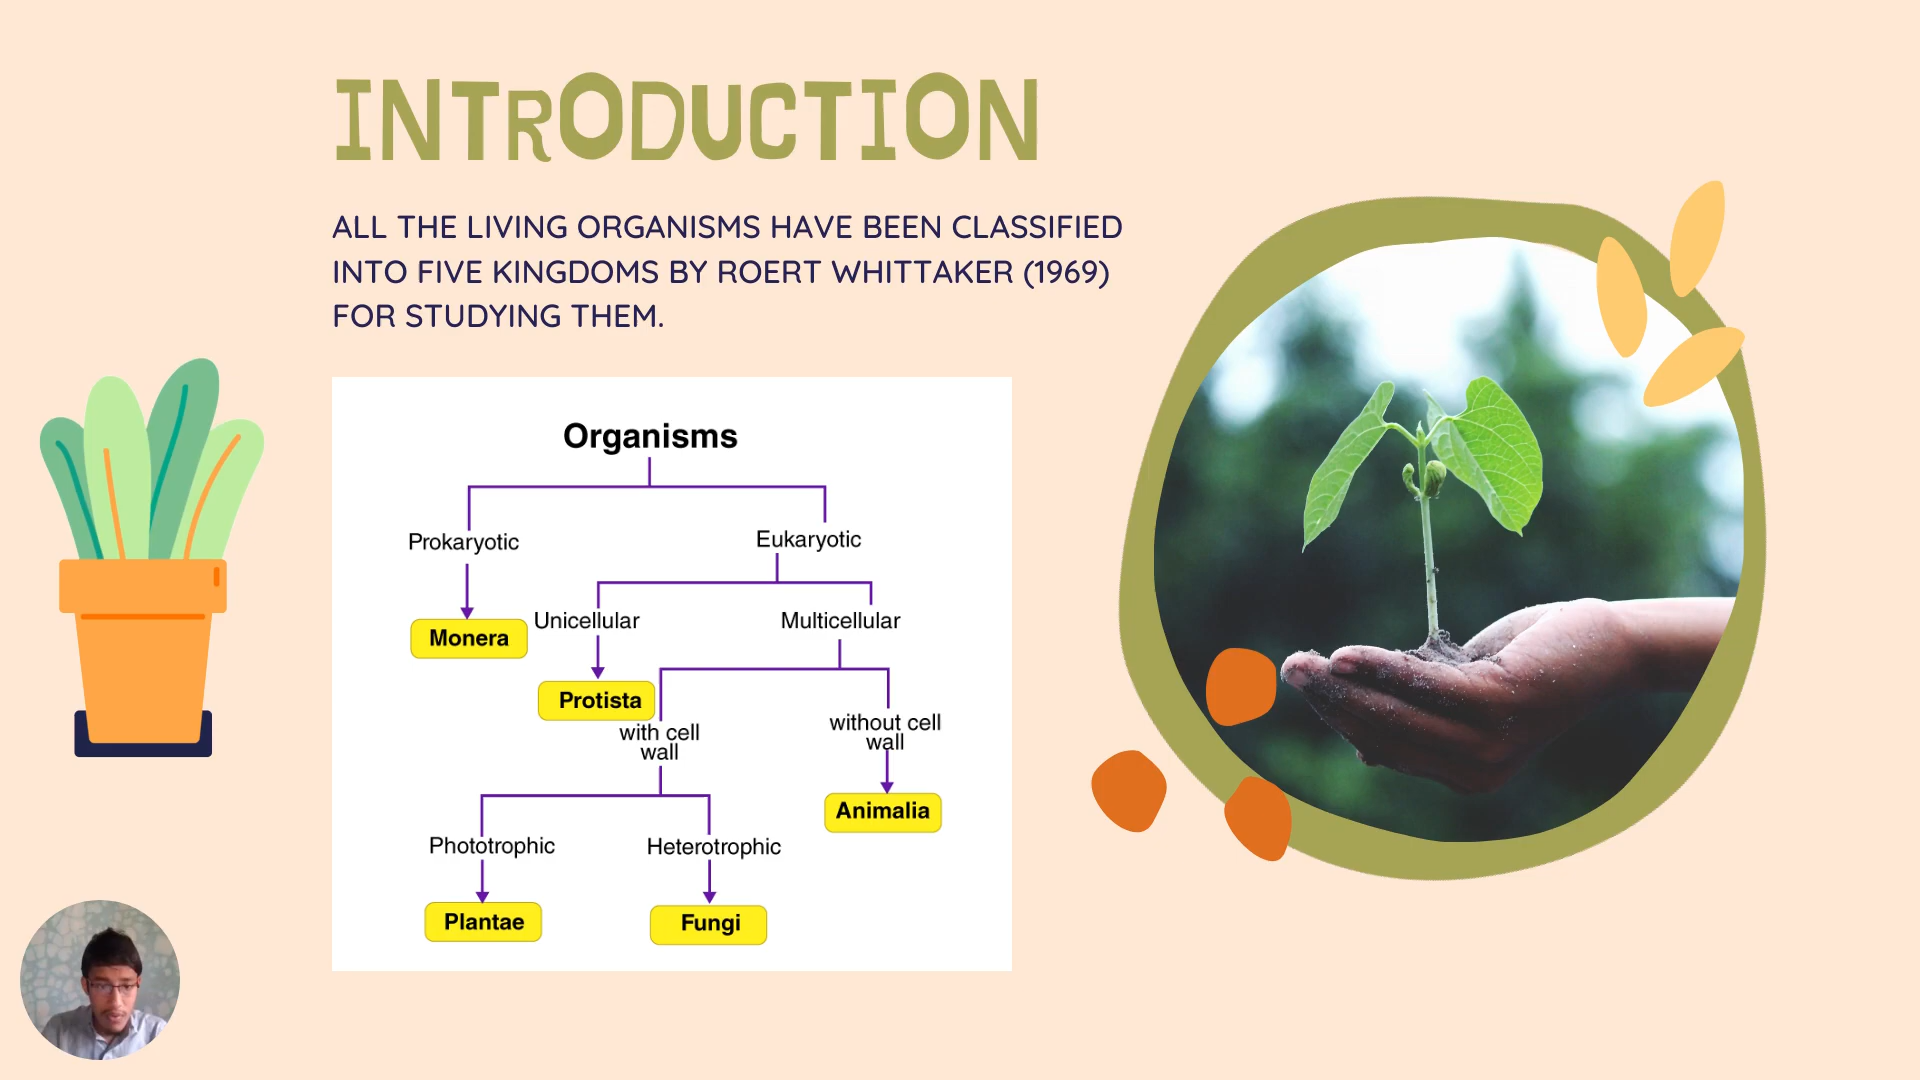 INTRODUCTION
ALL THE LIVING ORGANISMS HAVE BEEN CLASSIFIED
INTO FIVE KINGDOMS BY ROERT WHITTAKER (1969)
FOR STUDYING THEM.
Organisms
Prokaryotic
Eukaryotic
Monera
Unicellular
Multicellular
Protista
with cell
wall
without cell
wall
Animalia
Phototrophic
Heterotrophic
Plantae
Fungi